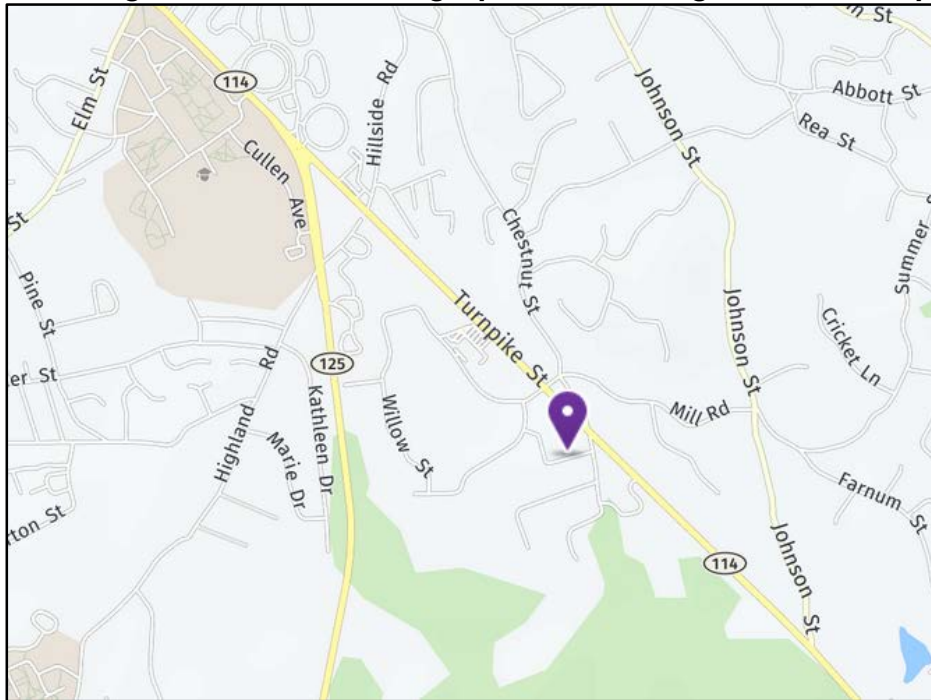 114
Elm St
Cullen Ave
Hillside Rd
Johnson St
St
Abbott St
Rea St
St
Chestnut St
Summer
Pine St
Turnpike St
Johnson St
Cricket Ln
125
er St
Highland Rd
Kathleen Dr
Marie Dr
Willow St
Mill Rd
Farnum St
rton St
114
Johnson St